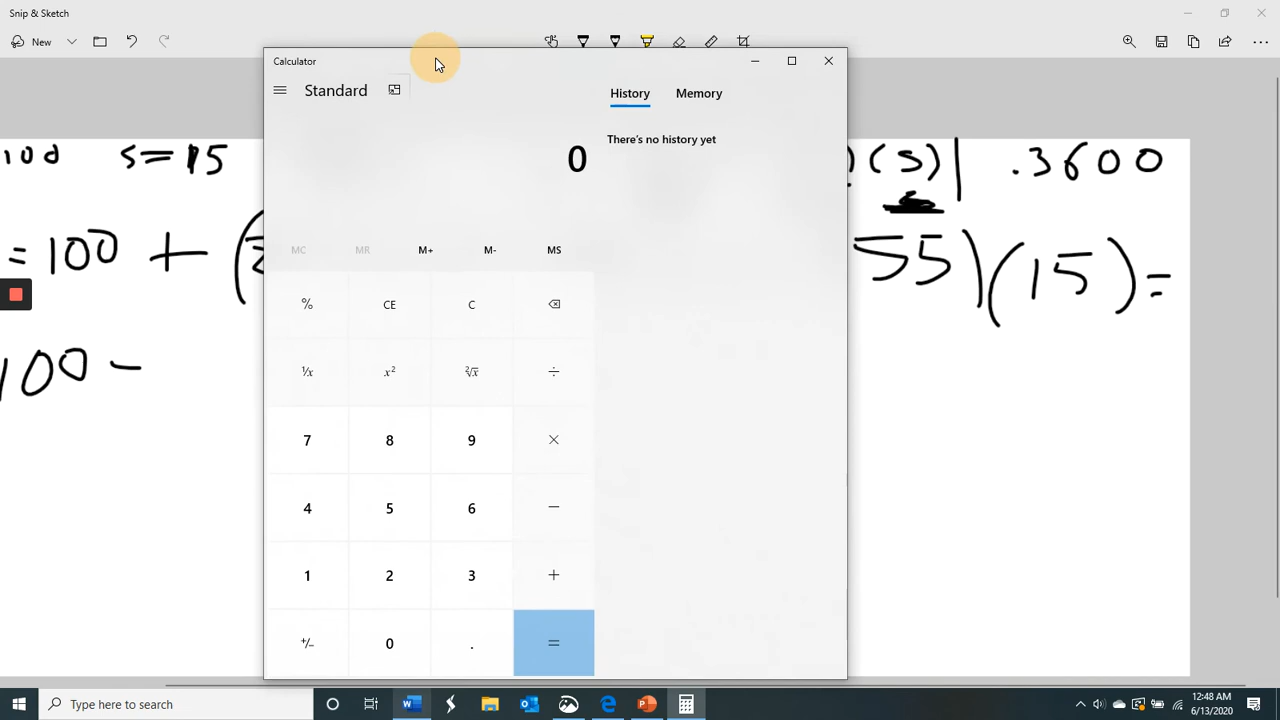 Snip & Sketch
New
Calculator
Standard
History
Memory
There's no history yet
0
MC MR M+ M- MS
% CE C
1/x x² ²√x ÷
7 8 9 ×
4 5 6 −
1 2 3 +
+/− 0 . =
s=15
(s)| .3600
=100 + (
55)(15)=
100 −
Type here to search
12:48 AM
6/13/2020